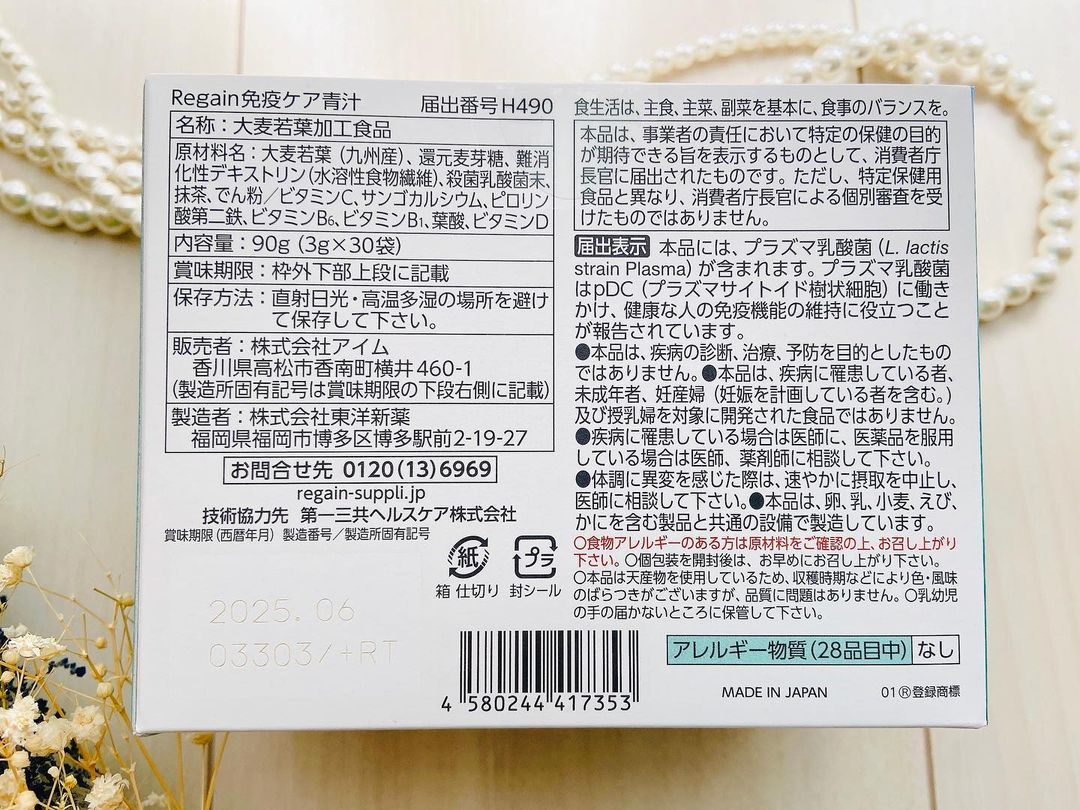 Regain免疫ケア青汁 届出番号H490
名称：大麦若葉加工食品
原材料名：大麦若葉（九州産）、還元麦芽糖、難消
化性デキストリン(水溶性食物繊維)、殺菌乳酸菌末、
抹茶、でん粉／ビタミンC、サンゴカルシウム、ピロリン
酸第二鉄、ビタミンB₆、ビタミンB₁、葉酸、ビタミンD
内容量：90g（3g×30袋）
賞味期限：枠外下部上段に記載
保存方法：直射日光・高温多湿の場所を避け
て保存して下さい。
販売者：株式会社アイム
香川県高松市香南町横井460-1
(製造所固有記号は賞味期限の下段右側に記載)
製造者：株式会社東洋新薬
福岡県福岡市博多区博多駅前2-19-27
お問合せ先 0120(13)6969
regain-suppli.jp
技術協力先 第一三共ヘルスケア株式会社
賞味期限（西暦年月） 製造番号／製造所固有記号
紙 プラ
箱 仕切り 封シール
2025.06
03303/+RT
4 580244 417353
食生活は、主食、主菜、副菜を基本に、食事のバランスを。
本品は、事業者の責任において特定の保健の目的
が期待できる旨を表示するものとして、消費者庁
長官に届出されたものです。ただし、特定保健用
食品と異なり、消費者庁長官による個別審査を受
けたものではありません。
届出表示 本品には、プラズマ乳酸菌（L. lactis
strain Plasma）が含まれます。プラズマ乳酸菌
はpDC（プラズマサイトイド樹状細胞）に働き
かけ、健康な人の免疫機能の維持に役立つこと
が報告されています。
●本品は、疾病の診断、治療、予防を目的としたもの
ではありません。●本品は、疾病に罹患している者、
未成年者、妊産婦（妊娠を計画している者を含む。）
及び授乳婦を対象に開発された食品ではありません。
●疾病に罹患している場合は医師に、医薬品を服用
している場合は医師、薬剤師に相談して下さい。
●体調に異変を感じた際は、速やかに摂取を中止し、
医師に相談して下さい。●本品は、卵、乳、小麦、えび、
かにを含む製品と共通の設備で製造しています。
○食物アレルギーのある方は原材料をご確認の上、お召し上がり
下さい。○個包装を開封後は、お早めにお召し上がり下さい。
○本品は天産物を使用しているため、収穫時期などにより色・風味
のばらつきがございますが、品質に問題はありません。○乳幼児
の手の届かないところに保管して下さい。
アレルギー物質（28品目中） なし
MADE IN JAPAN 01Ⓡ登録商標